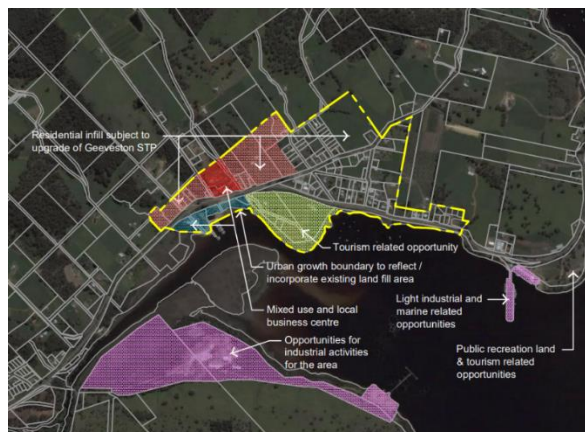 Residential infill subject to
upgrade of Geeveston STP
Tourism related opportunity
Urban growth boundary to reflect /
incorporate existing land fill area
Mixed use and local
business centre
Opportunities for
industrial activities
for the area
Light industrial and
marine related
opportunities
Public recreation land
& tourism related
opportunities